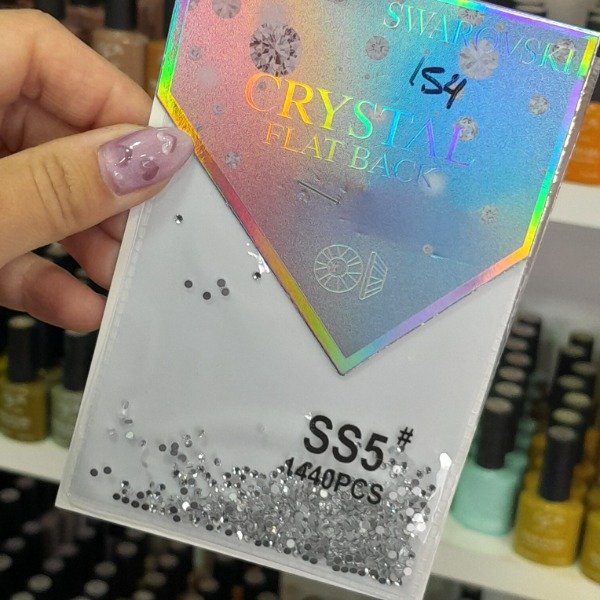 SWAROVSKI
154
CRYSTAL
FLAT BACK
SS5#
1440PCS